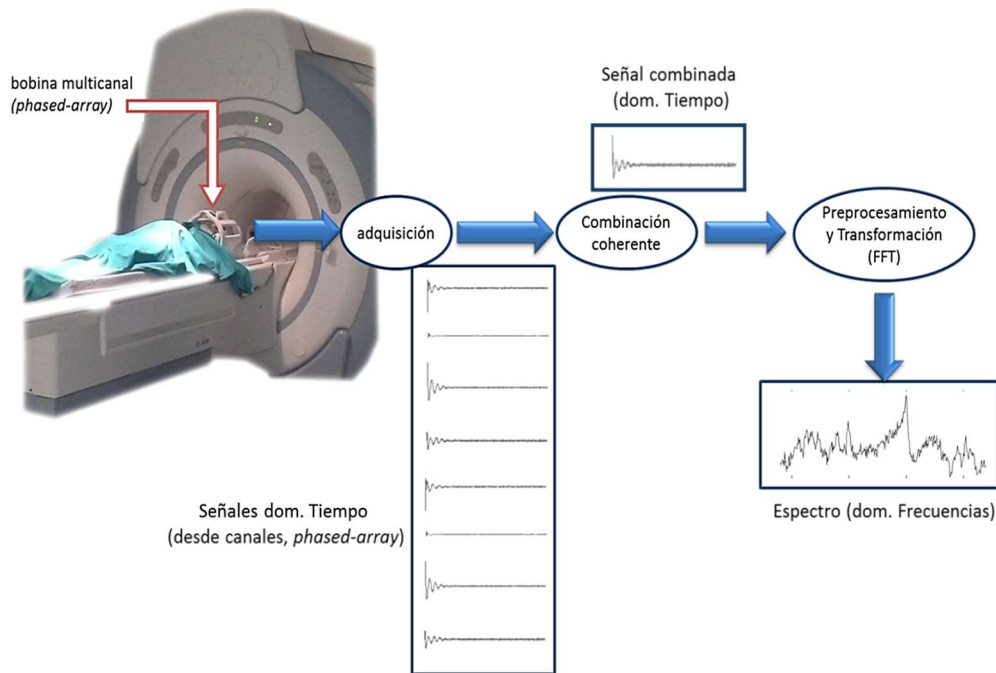 bobina multicanal
(phased-array)
Señal combinada
(dom. Tiempo)
adquisición
Combinación
coherente
Preprocesamiento
y Transformación
(FFT)
Señales dom. Tiempo
(desde canales, phased-array)
Espectro (dom. Frecuencias)